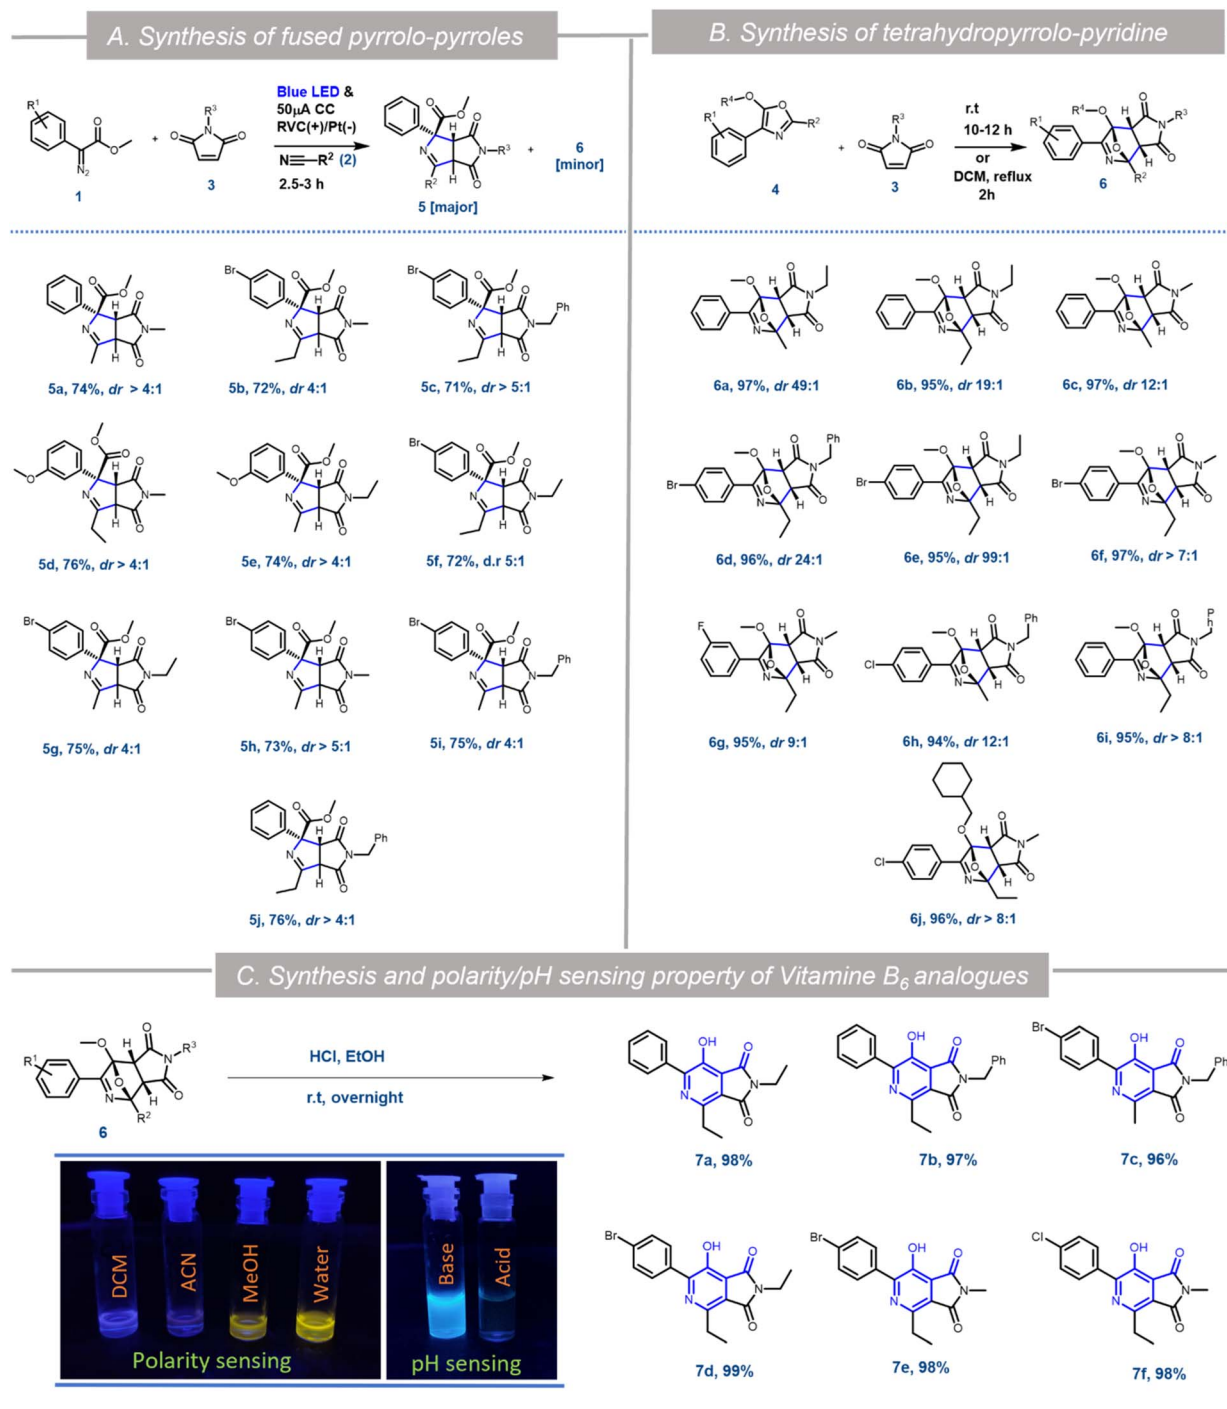 A. Synthesis of fused pyrrolo-pyrroles
B. Synthesis of tetrahydropyrrolo-pyridine
R¹
O
O
N₂
1
+
R³
N
O
O
3
Blue LED &
50µA CC
RVC(+)/Pt(-)
N≡R² (2)
2.5-3 h
5 [major]
+
6
[minor]
R⁴
O
O
R¹
N
R²
4
+
R³
N
O
O
3
r.t
10-12 h
or
DCM, reflux
2h
6
5a, 74%, dr > 4:1
5b, 72%, dr 4:1
5c, 71%, dr > 5:1
5d, 76%, dr > 4:1
5e, 74%, dr > 4:1
5f, 72%, d.r 5:1
5g, 75%, dr 4:1
5h, 73%, dr > 5:1
5i, 75%, dr 4:1
5j, 76%, dr > 4:1
6a, 97%, dr 49:1
6b, 95%, dr 19:1
6c, 97%, dr 12:1
6d, 96%, dr 24:1
6e, 95%, dr 99:1
6f, 97%, dr > 7:1
6g, 95%, dr 9:1
6h, 94%, dr 12:1
6i, 95%, dr > 8:1
6j, 96%, dr > 8:1
C. Synthesis and polarity/pH sensing property of Vitamine B₆ analogues
6
HCl, EtOH
r.t, overnight
DCM
ACN
MeOH
Water
Polarity sensing
Base
Acid
pH sensing
7a, 98%
7b, 97%
7c, 96%
7d, 99%
7e, 98%
7f, 98%